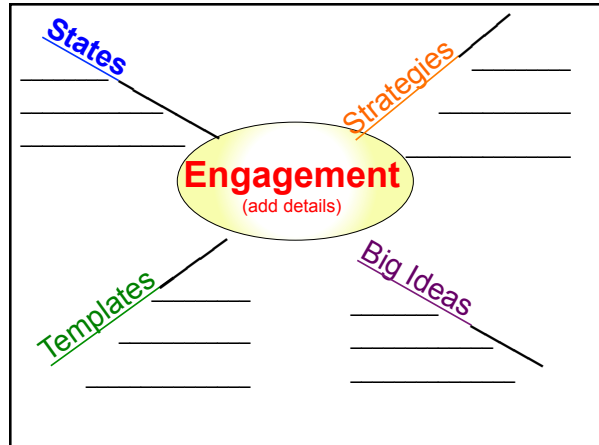 States
Strategies
Engagement
(add details)
Templates
Big Ideas